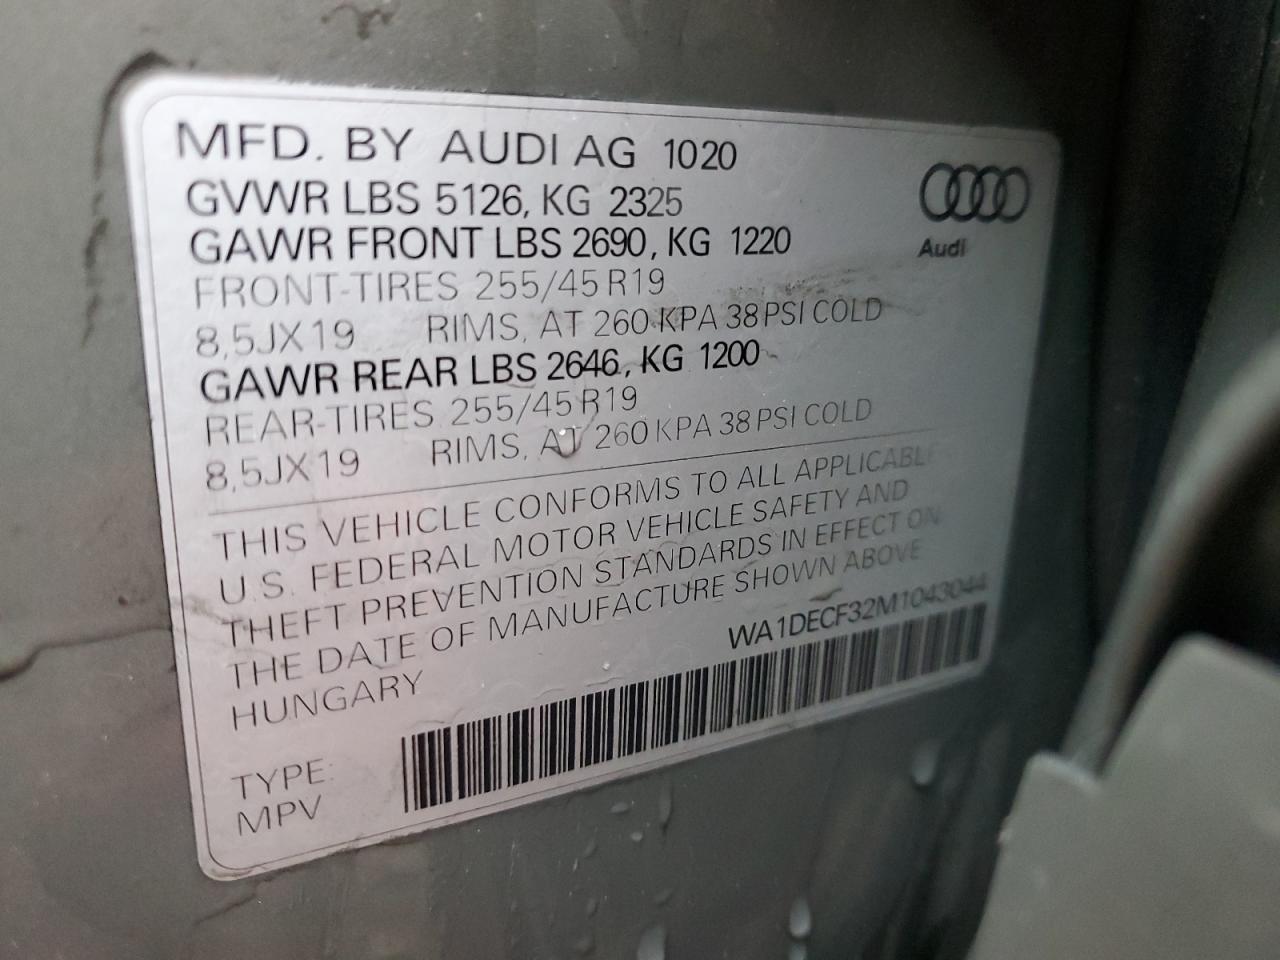 MFD. BY AUDI AG 1020
GVWR LBS 5126, KG 2325
GAWR FRONT LBS 2690, KG 1220
FRONT-TIRES 255/45 R19
8,5JX19 RIMS, AT 260 KPA 38 PSI COLD
GAWR REAR LBS 2646, KG 1200
REAR-TIRES 255/45 R19
8,5JX19 RIMS, AT 260 KPA 38 PSI COLD
Audi
THIS VEHICLE CONFORMS TO ALL APPLICABLE
U.S. FEDERAL MOTOR VEHICLE SAFETY AND
THEFT PREVENTION STANDARDS IN EFFECT ON
THE DATE OF MANUFACTURE SHOWN ABOVE
HUNGARY
WA1DECF32M1043044
TYPE:
MPV